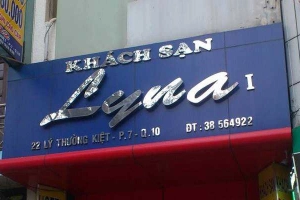 KHÁCH SẠN
Lyna I
22 LÝ THƯỜNG KIỆT - P.7 - Q.10 ĐT : 38 564922